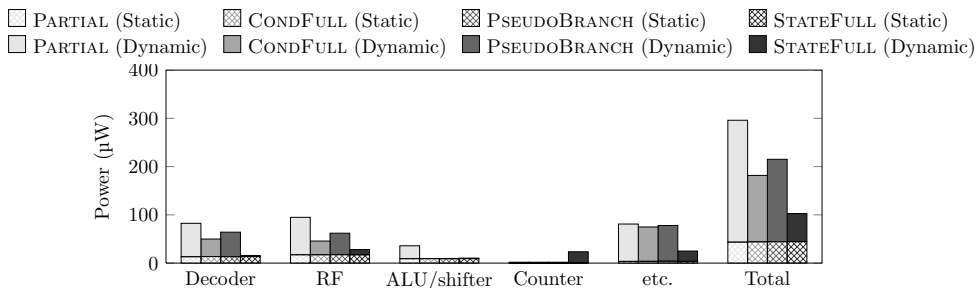 PARTIAL (Static) CONDFULL (Static) PSEUDOBRANCH (Static) STATEFULL (Static)
PARTIAL (Dynamic) CONDFULL (Dynamic) PSEUDOBRANCH (Dynamic) STATEFULL (Dynamic)
400
300
200
100
0
Power (µW)
Decoder RF ALU/shifter Counter etc. Total